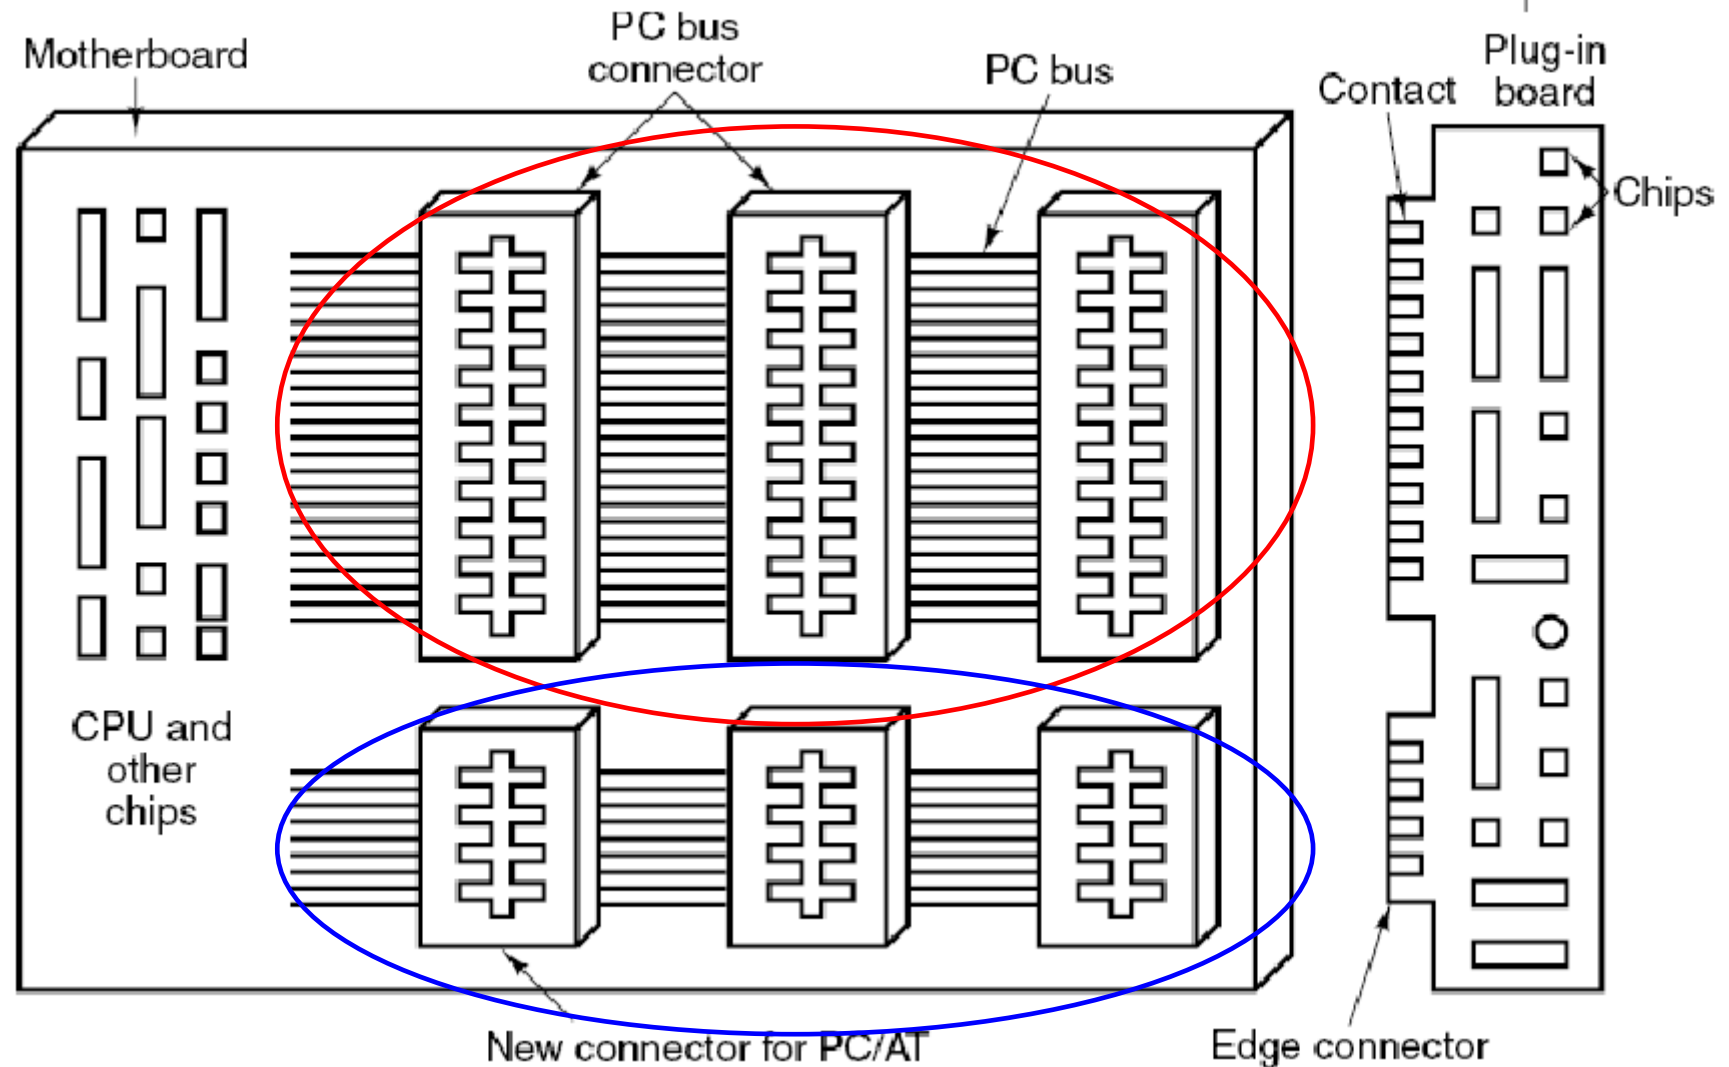 Motherboard
PC bus
connector
PC bus
Contact
Plug-in
board
Chips
CPU and
other
chips
New connector for PC/AT
Edge connector